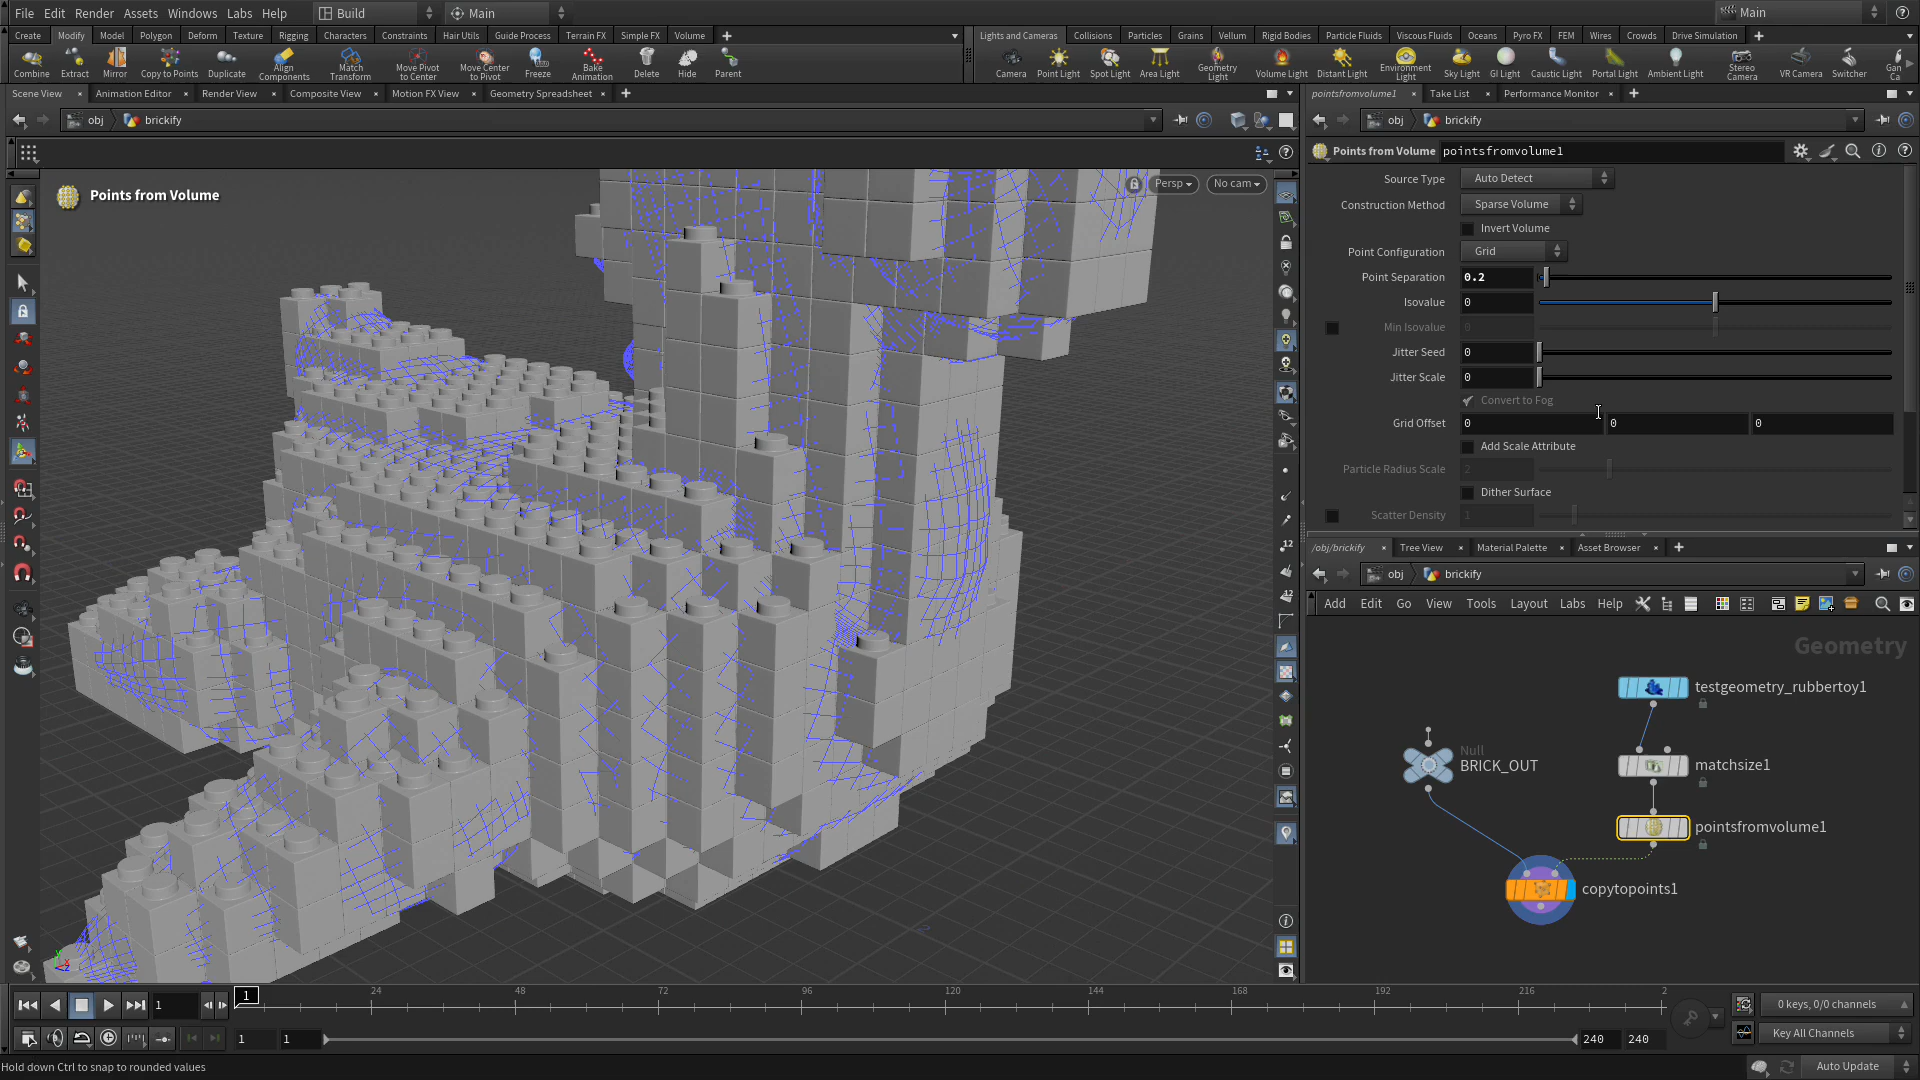 File Edit Render Assets Windows Labs Help Build Main Main
Create Modify Model Polygon Deform Texture Rigging Characters Constraints Hair Utils Guide Process Terrain FX Simple FX Volume
Lights and Cameras Collisions Particles Grains Vellum Rigid Bodies Particle Fluids Viscous Fluids Oceans Pyro FX FEM Wires Crowds Drive Simulation
Combine Extract Mirror Copy to Points Duplicate Align Components Match Transform Move Pivot to Center Move Center to Pivot Freeze Bake Animation Delete Hide Parent
Camera Point Light Spot Light Area Light Geometry Light Volume Light Distant Light Environment Light Sky Light GI Light Caustic Light Portal Light Ambient Light Stereo Camera VR Camera Switcher Gan Ca
Scene View Animation Editor Render View Composite View Motion FX View Geometry Spreadsheet
pointsfromvolume1 Take List Performance Monitor
obj brickify
obj brickify
Points from Volume pointsfromvolume1
Points from Volume
Persp No cam
Source Type Auto Detect
Construction Method Sparse Volume
Invert Volume
Point Configuration Grid
Point Separation 0.2
Isovalue 0
Min Isovalue 0
Jitter Seed 0
Jitter Scale 0
Convert to Fog
Grid Offset 0 0 0
Add Scale Attribute
Particle Radius Scale 2
Dither Surface
Scatter Density 1
/obj/brickify Tree View Material Palette Asset Browser
obj brickify
Add Edit Go View Tools Layout Labs Help
Geometry
testgeometry_rubbertoy1
Null
BRICK_OUT
matchsize1
pointsfromvolume1
copytopoints1
1 1 24 48 72 96 120 144 168 192 216 2
0 keys, 0/0 channels
1 1 240 240
Key All Channels
Hold down Ctrl to snap to rounded values
Auto Update